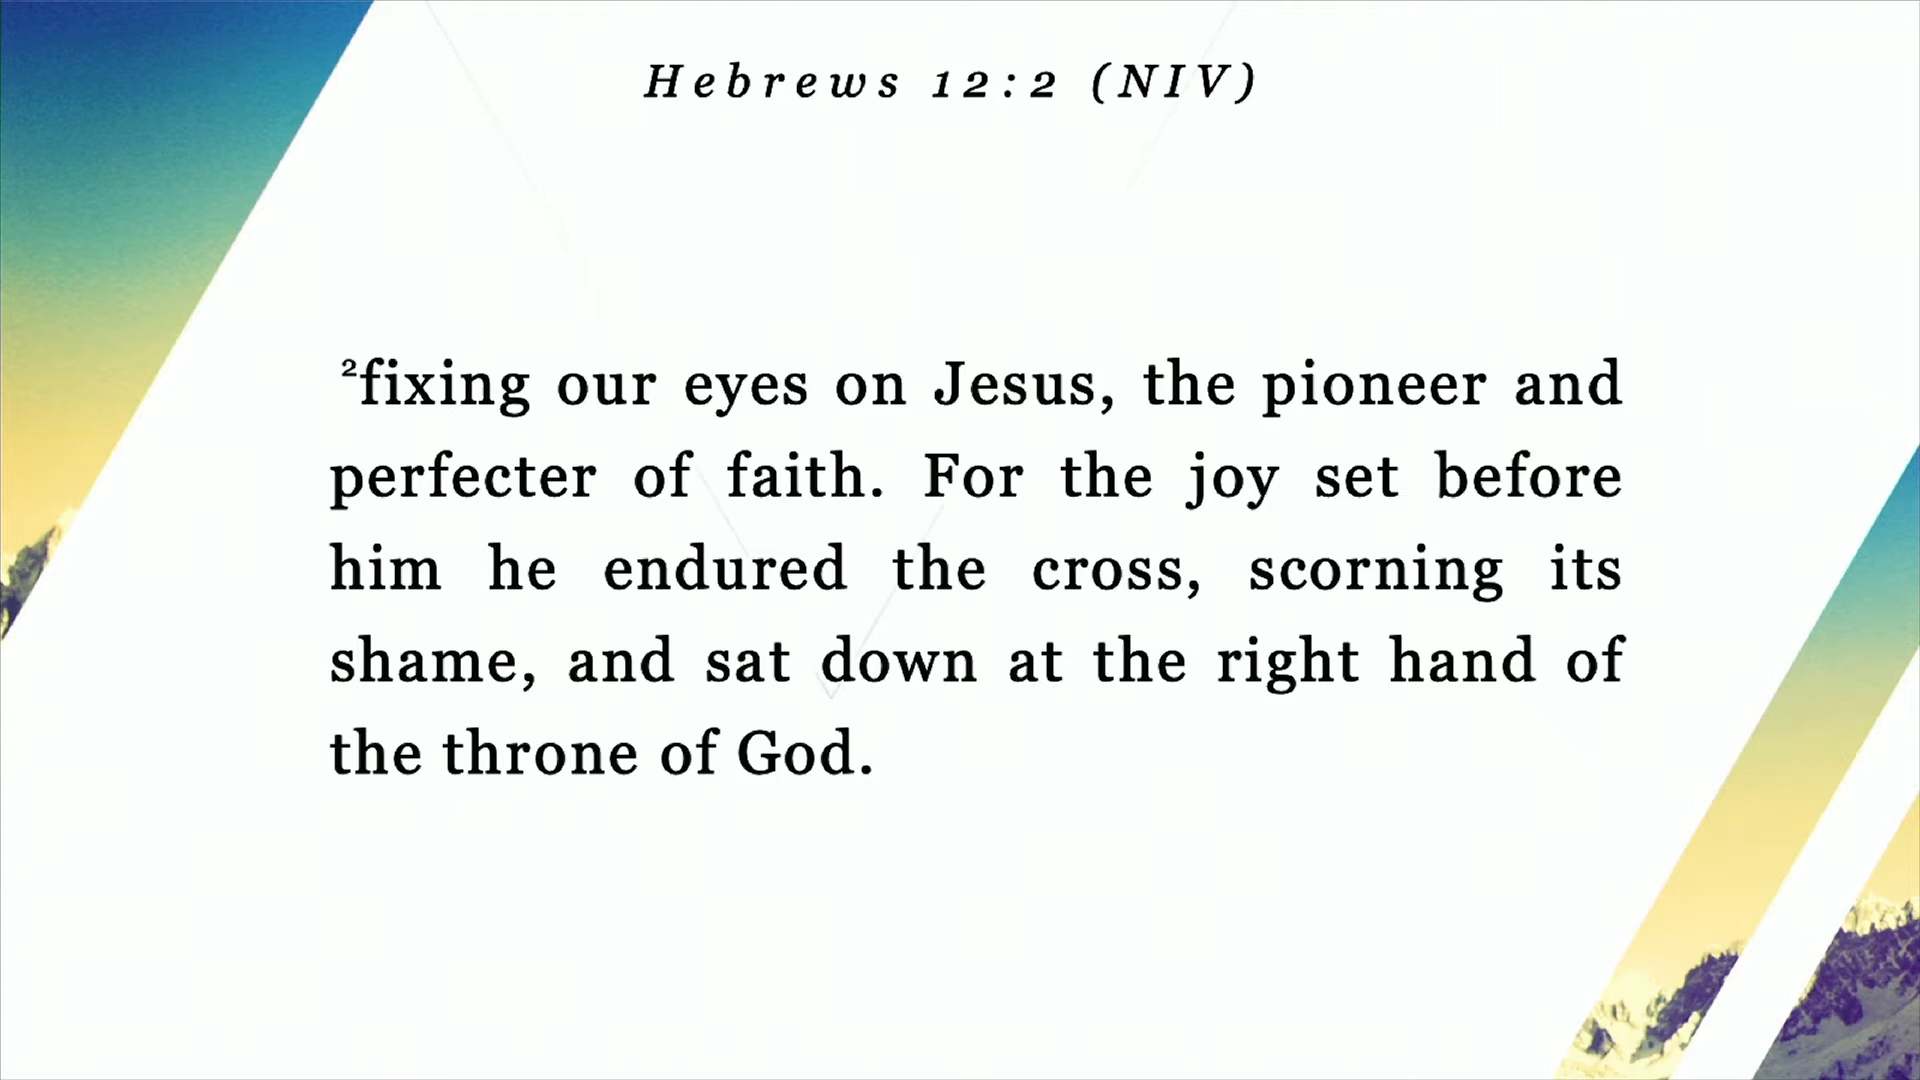 Hebrews 12:2 (NIV)
²fixing our eyes on Jesus, the pioneer and
perfecter of faith. For the joy set before
him he endured the cross, scorning its
shame, and sat down at the right hand of
the throne of God.